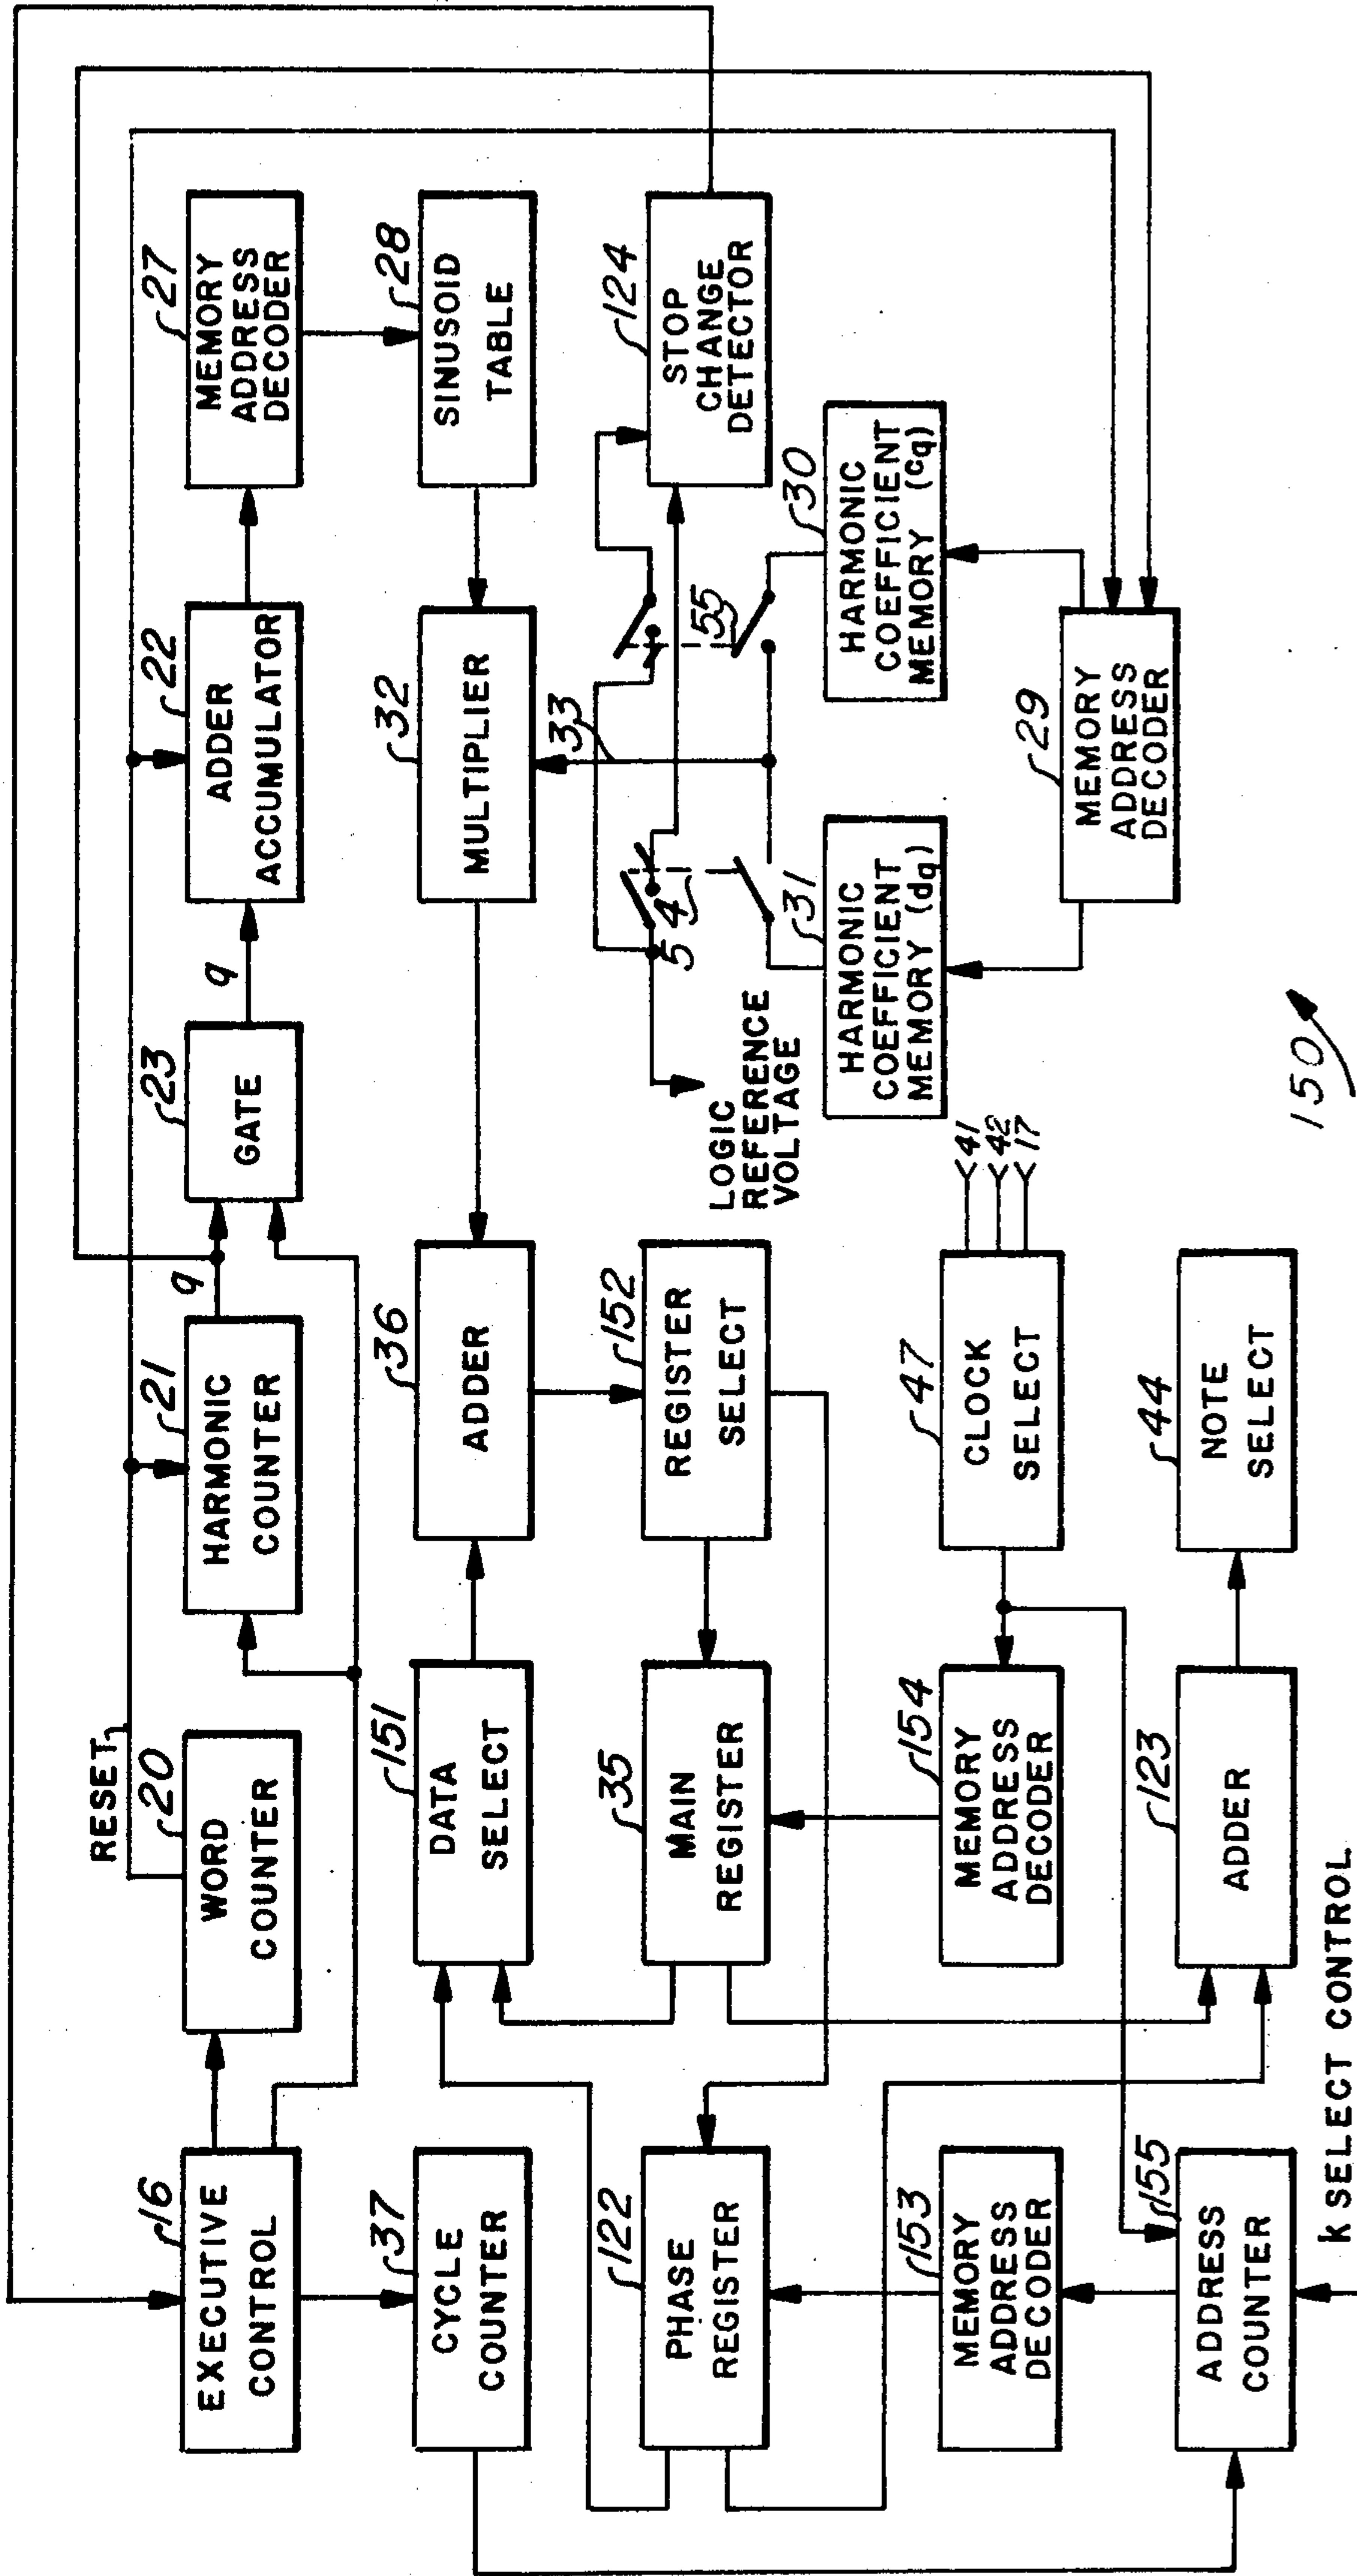 EXECUTIVE
CONTROL
16
WORD
COUNTER
20
RESET
HARMONIC
COUNTER
21
q
GATE
23
q
ADDER
ACCUMULATOR
22
MEMORY
ADDRESS
DECODER
27
CYCLE
COUNTER
37
DATA
SELECT
151
ADDER
36
MULTIPLIER
32
SINUSOID
TABLE
28
PHASE
REGISTER
122
MAIN
REGISTER
35
REGISTER
SELECT
152
LOGIC
REFERENCE
VOLTAGE
54
33
55
STOP
CHANGE
DETECTOR
124
HARMONIC
COEFFICIENT
MEMORY (dq)
31
HARMONIC
COEFFICIENT
MEMORY (cq)
30
MEMORY
ADDRESS
DECODER
153
MEMORY
ADDRESS
DECODER
154
CLOCK
SELECT
47
41
42
17
MEMORY
ADDRESS
DECODER
29
ADDRESS
COUNTER
155
ADDER
123
NOTE
SELECT
44
k SELECT CONTROL
150